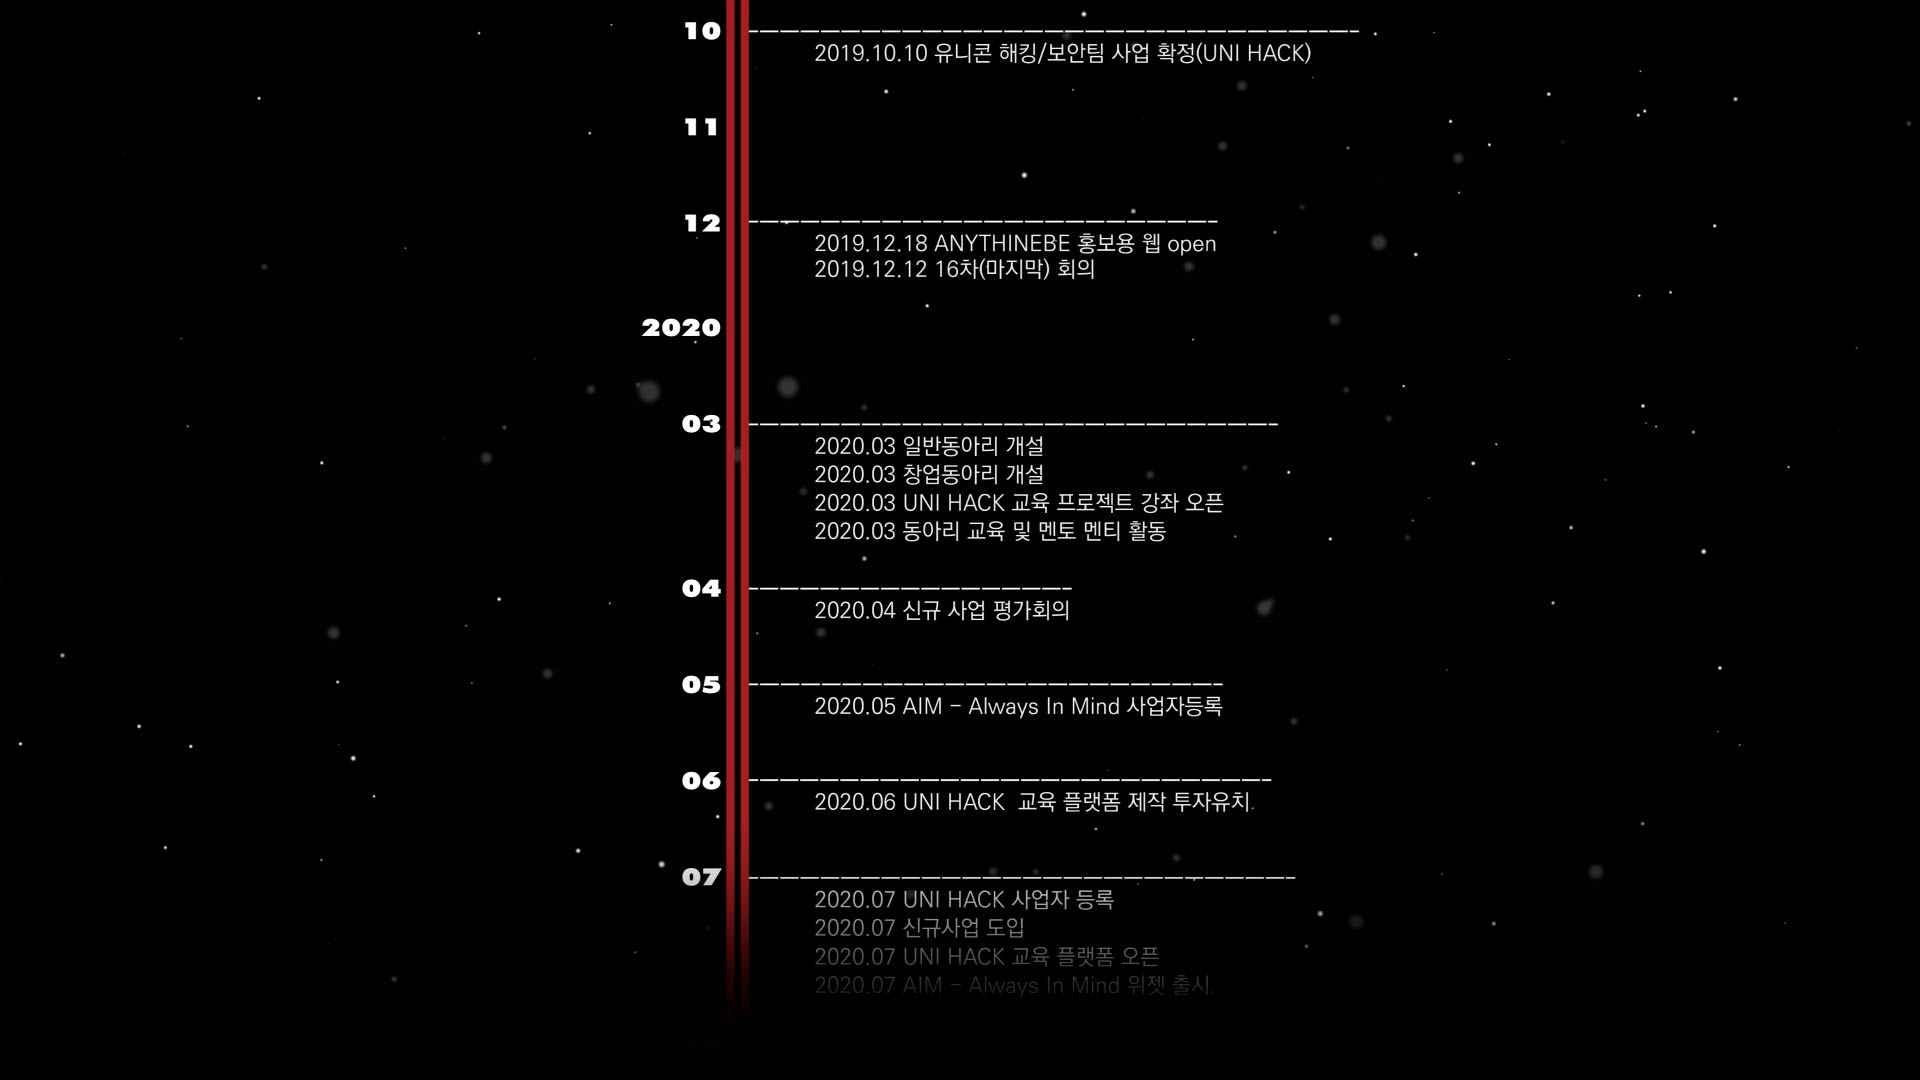 10
2019.10.10 유니콘 해킹/보안팀 사업 확정(UNI HACK)
11
12
2019.12.18 ANYTHINEBE 홍보용 웹 open
2019.12.12 16차(마지막) 회의
2020
03
2020.03 일반동아리 개설
2020.03 창업동아리 개설
2020.03 UNI HACK 교육 프로젝트 강좌 오픈
2020.03 동아리 교육 및 멘토 멘티 활동
04
2020.04 신규 사업 평가회의
05
2020.05 AIM - Always In Mind 사업자등록
06
2020.06 UNI HACK 교육 플랫폼 제작 투자유치.
07
2020.07 UNI HACK 사업자 등록
2020.07 신규사업 도입
2020.07 UNI HACK 교육 플랫폼 오픈
2020.07 AIM - Always In Mind 위젯 출시.